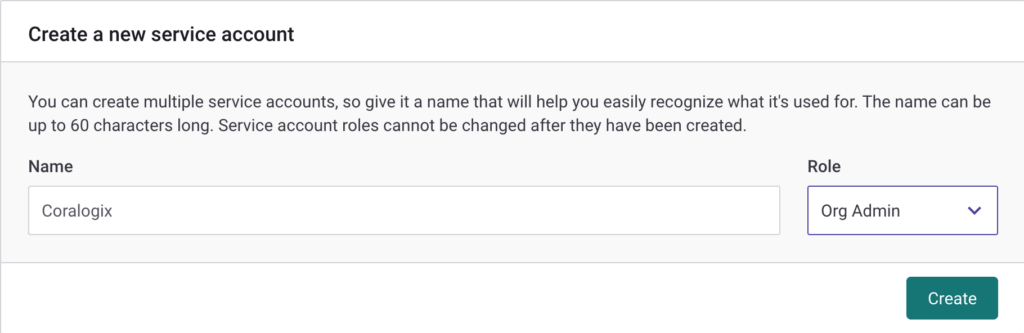 Create a new service account
You can create multiple service accounts, so give it a name that will help you easily recognize what it's used for. The name can be
up to 60 characters long. Service account roles cannot be changed after they have been created.
Name
Role
Coralogix
Org Admin
Create